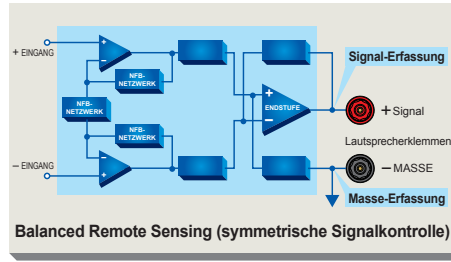 + EINGANG
Signal-Erfassung
NFB-
NETZWERK
NFB-
NETZWERK
ENDSTUFE
+ Signal
NFB-
NETZWERK
Lautsprecherklemmen
– MASSE
– EINGANG
Masse-Erfassung
Balanced Remote Sensing (symmetrische Signalkontrolle)